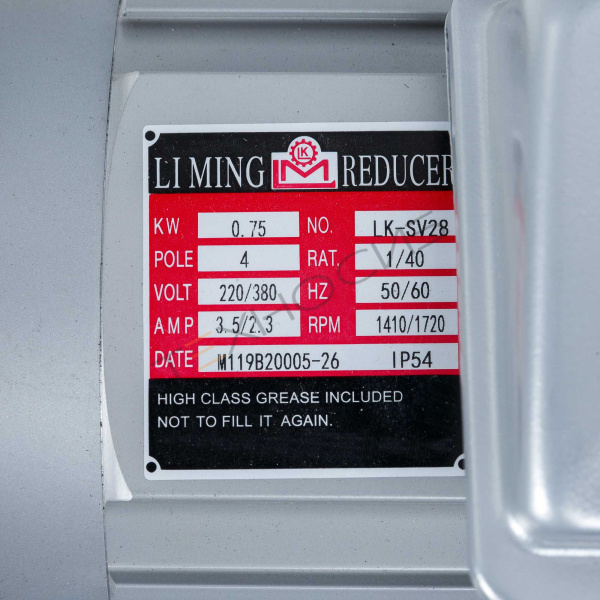 LI MING LK M REDUCER
KW 0.75 NO. LK-SV28
POLE 4 RAT. 1/40
VOLT 220/380 HZ 50/60
AMP 3.5/2.3 RPM 1410/1720
DATE M119B20005-26 IP54
HIGH CLASS GREASE INCLUDED
NOT TO FILL IT AGAIN.